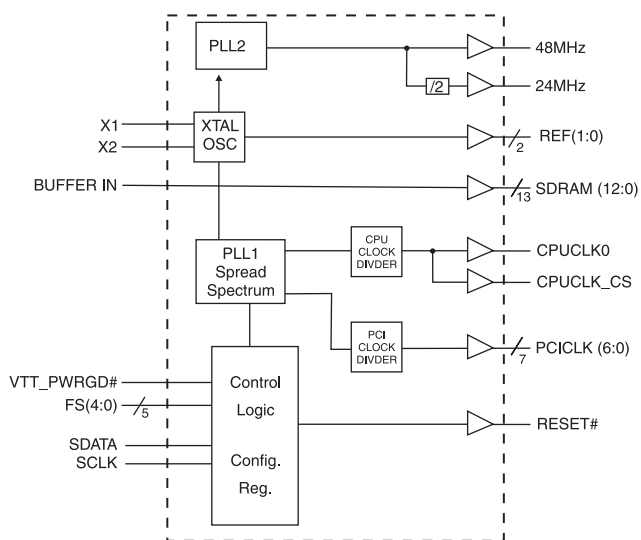 PLL2
48MHz
/2
24MHz
X1
X2
XTAL
OSC
2
REF(1:0)
BUFFER IN
13
SDRAM (12:0)
PLL1
Spread
Spectrum
CPU
CLOCK
DIVDER
CPUCLK0
CPUCLK_CS
PCI
CLOCK
DIVDER
7
PCICLK (6:0)
VTT_PWRGD#
FS(4:0)
5
SDATA
SCLK
Control
Logic
Config.
Reg.
RESET#